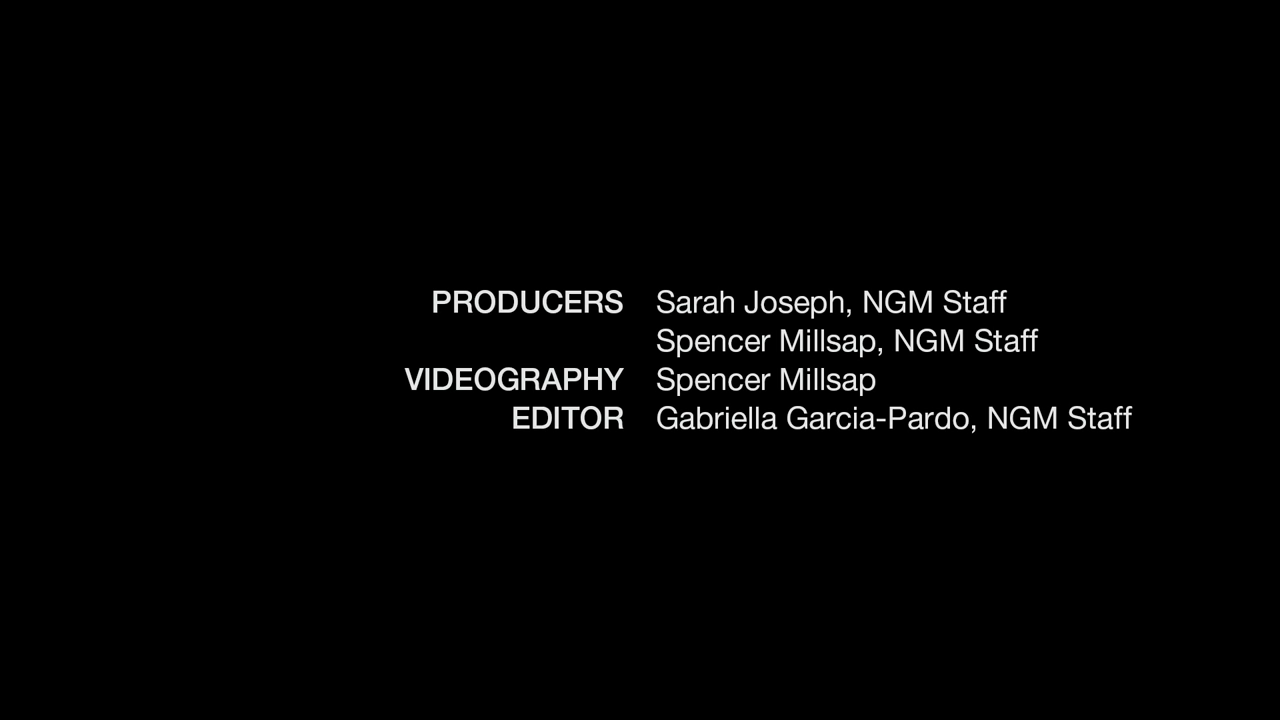 PRODUCERS Sarah Joseph, NGM Staff
Spencer Millsap, NGM Staff
VIDEOGRAPHY Spencer Millsap
EDITOR Gabriella Garcia-Pardo, NGM Staff